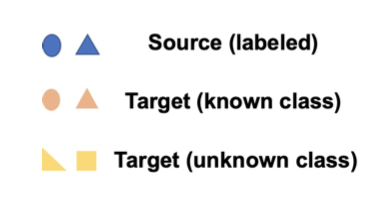 Source (labeled)
Target (known class)
Target (unknown class)